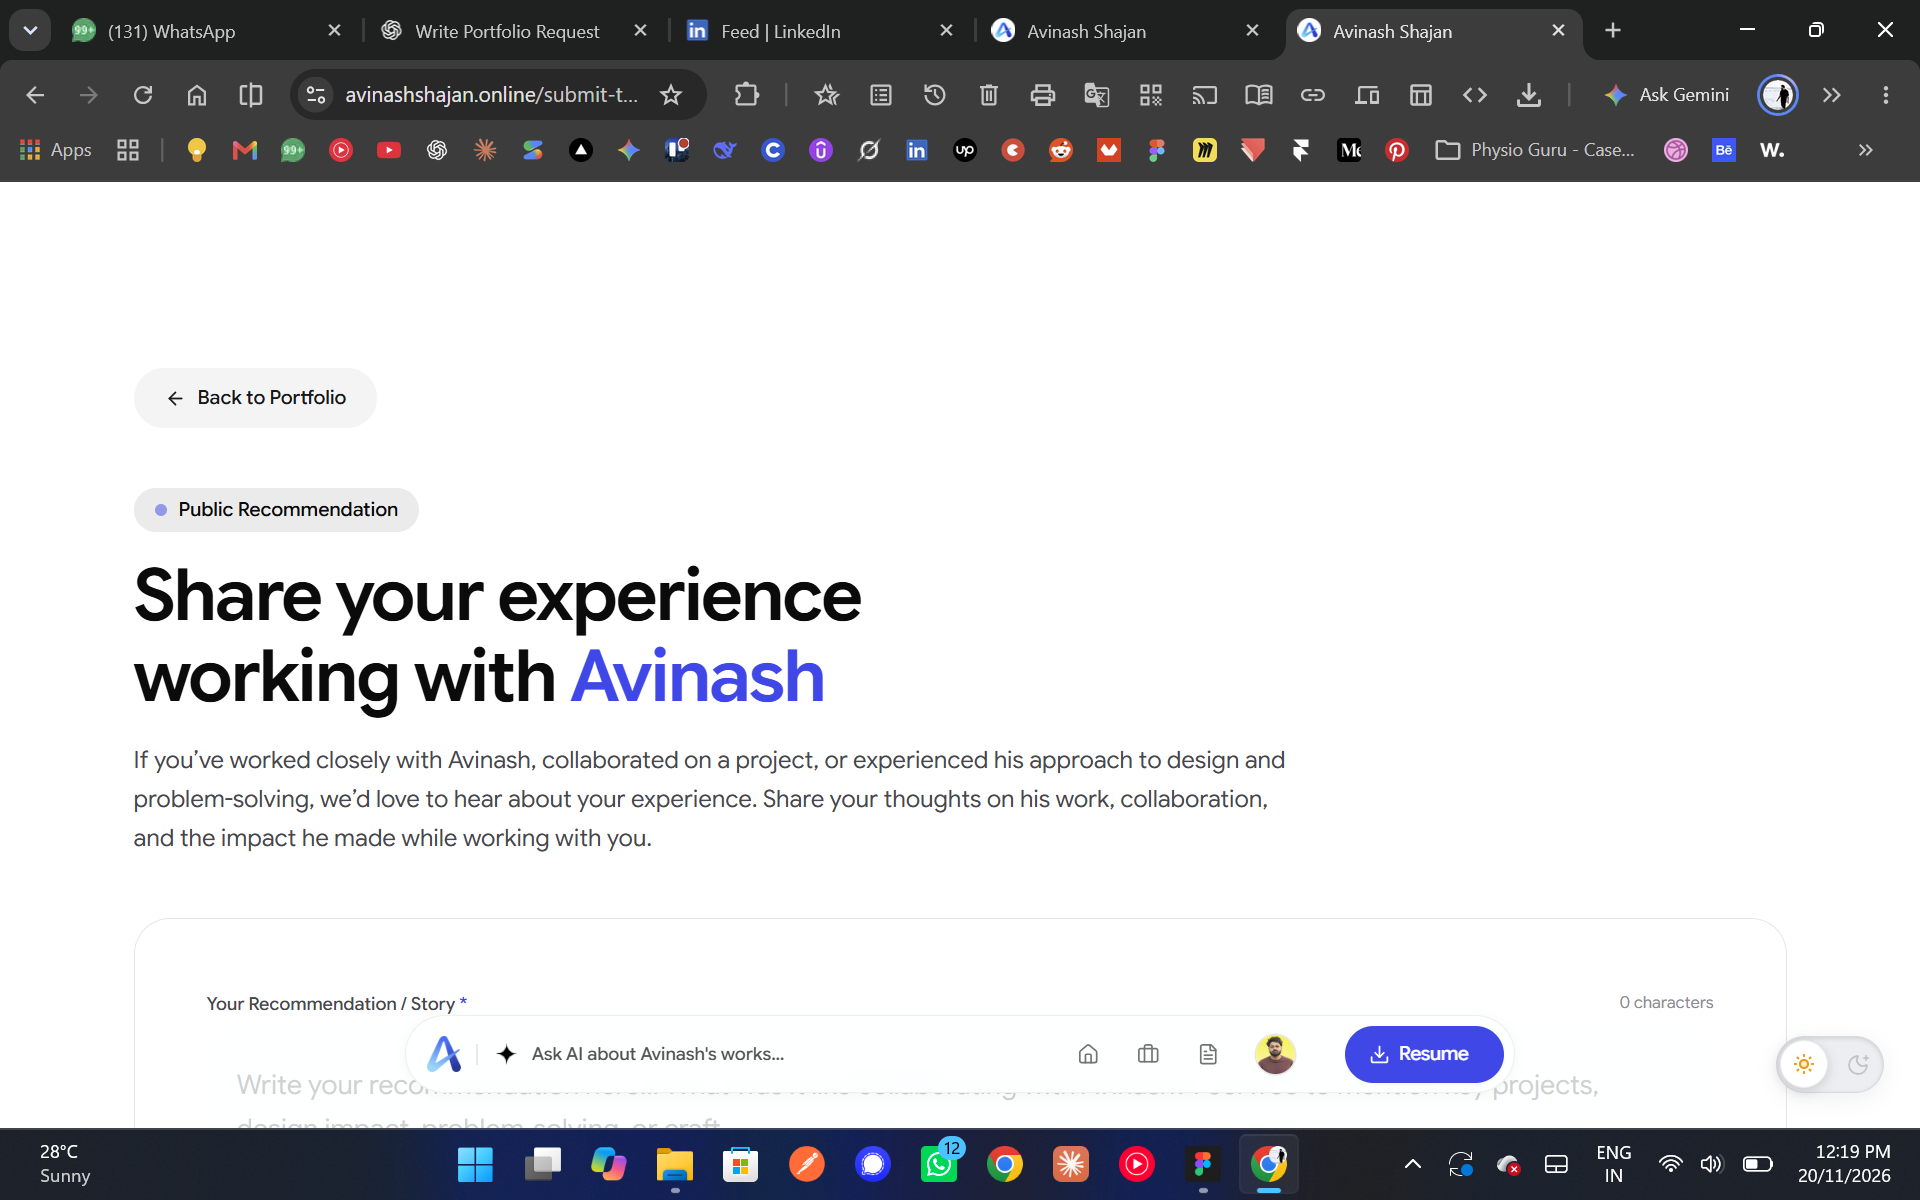 (131) WhatsApp
Write Portfolio Request
Feed | LinkedIn
Avinash Shajan
Avinash Shajan
avinashshajan.online/submit-t...
Ask Gemini
Apps
Physio Guru - Case...
Back to Portfolio
Public Recommendation
Share your experience
working with Avinash
If you’ve worked closely with Avinash, collaborated on a project, or experienced his approach to design and
problem-solving, we’d love to hear about your experience. Share your thoughts on his work, collaboration,
and the impact he made while working with you.
Your Recommendation / Story *
0 characters
Ask AI about Avinash's works...
Resume
Write your
projects,
28°C
Sunny
12
ENG
IN
12:19 PM
20/11/2026